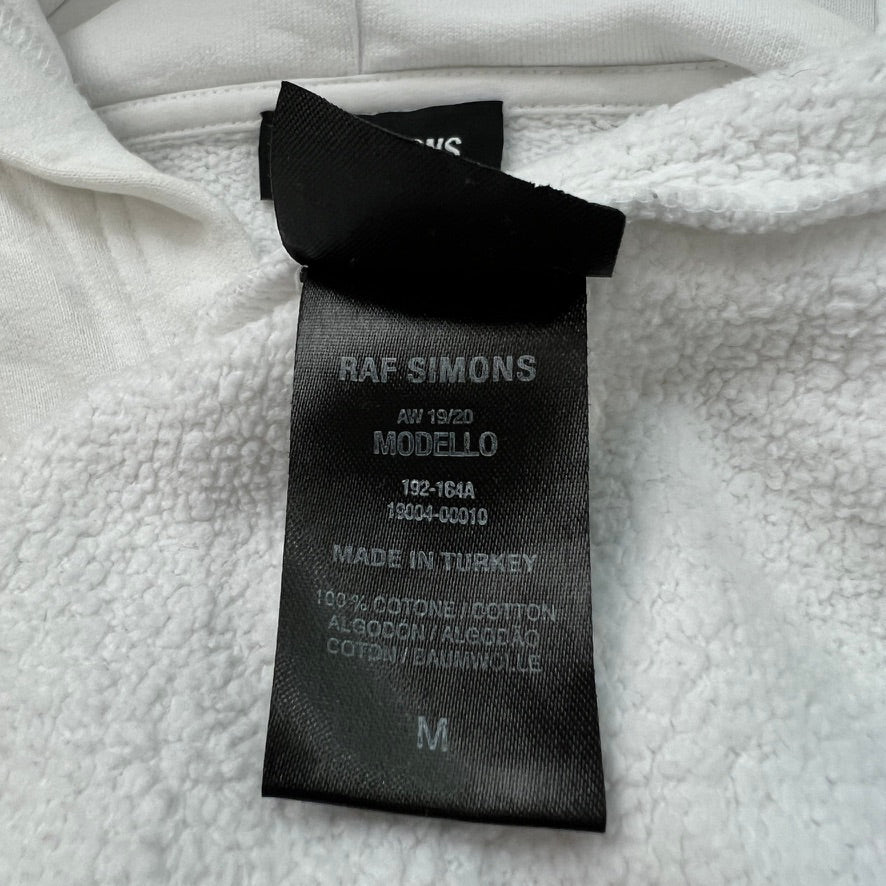 RAF SIMONS
AW 19/20
MODELLO
192-164A
19004-00010
MADE IN TURKEY
100 % COTONE / COTTON
ALGODON / ALGODÃO
COTON / BAUMWOLLE
M